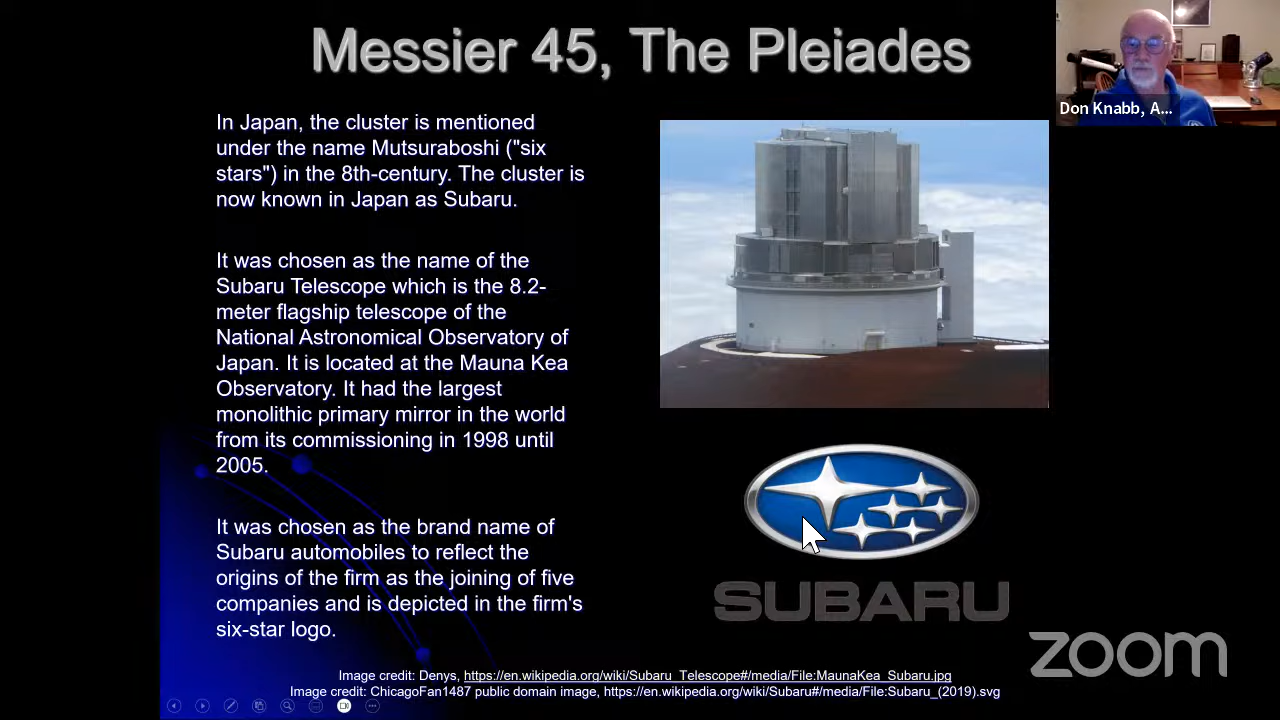 Messier 45, The Pleiades
Don Knabb, A...
In Japan, the cluster is mentioned
under the name Mutsuraboshi ("six
stars") in the 8th-century. The cluster is
now known in Japan as Subaru.
It was chosen as the name of the
Subaru Telescope which is the 8.2-
meter flagship telescope of the
National Astronomical Observatory of
Japan. It is located at the Mauna Kea
Observatory. It had the largest
monolithic primary mirror in the world
from its commissioning in 1998 until
2005.
It was chosen as the brand name of
Subaru automobiles to reflect the
origins of the firm as the joining of five
companies and is depicted in the firm's
six-star logo.
SUBARU
zoom
Image credit: Denys, https://en.wikipedia.org/wiki/Subaru_Telescope#/media/File:MaunaKea_Subaru.jpg
Image credit: ChicagoFan1487 public domain image, https://en.wikipedia.org/wiki/Subaru#/media/File:Subaru_(2019).svg